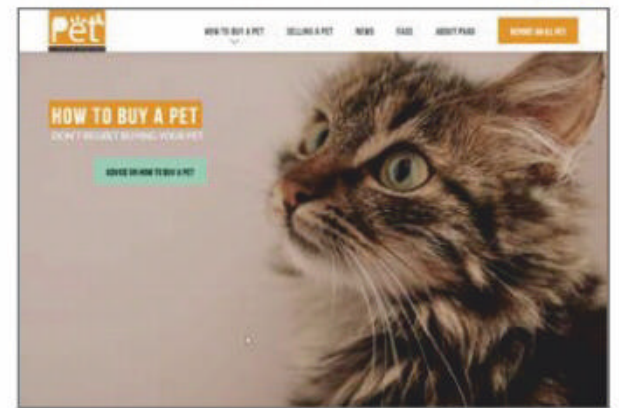 Pet
HOW TO BUY A PET
SELLING A PET
NEWS
FAQS
ABOUT PAAG
REPORT AN ILL PET
HOW TO BUY A PET
DON'T REGRET BUYING YOUR PET
ADVICE ON HOW TO BUY A PET